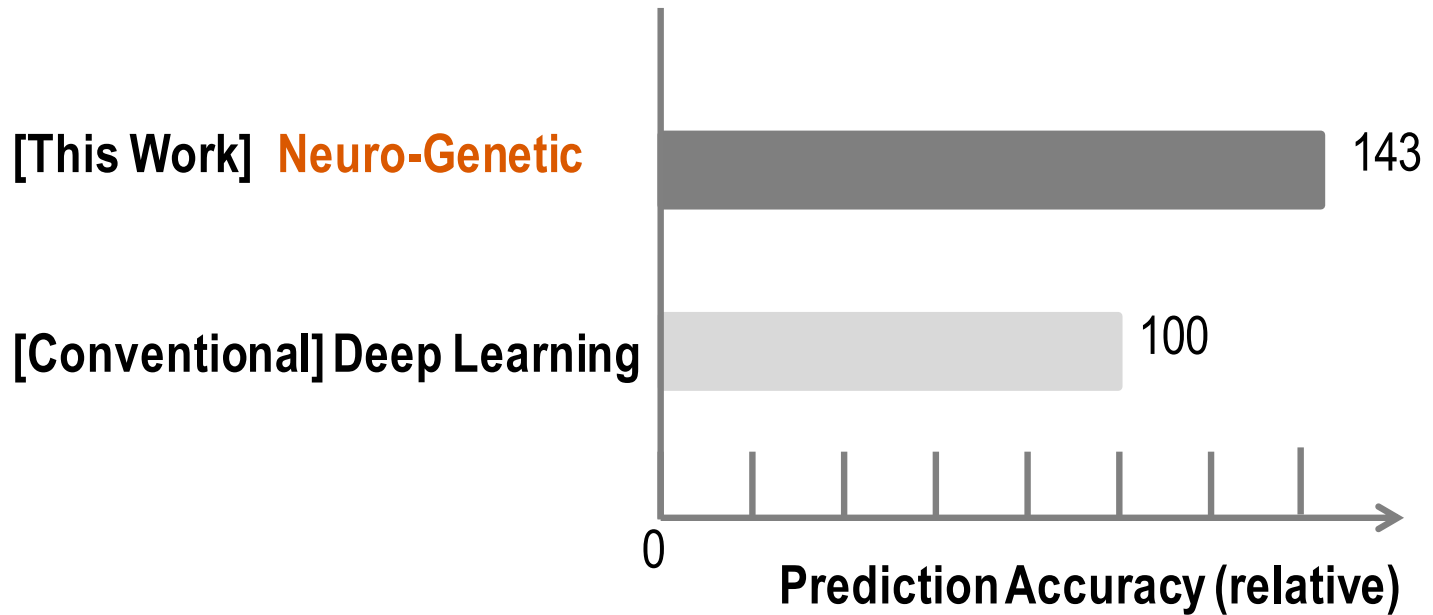 [This Work] Neuro-Genetic
143
[Conventional] Deep Learning
100
0
Prediction Accuracy (relative)